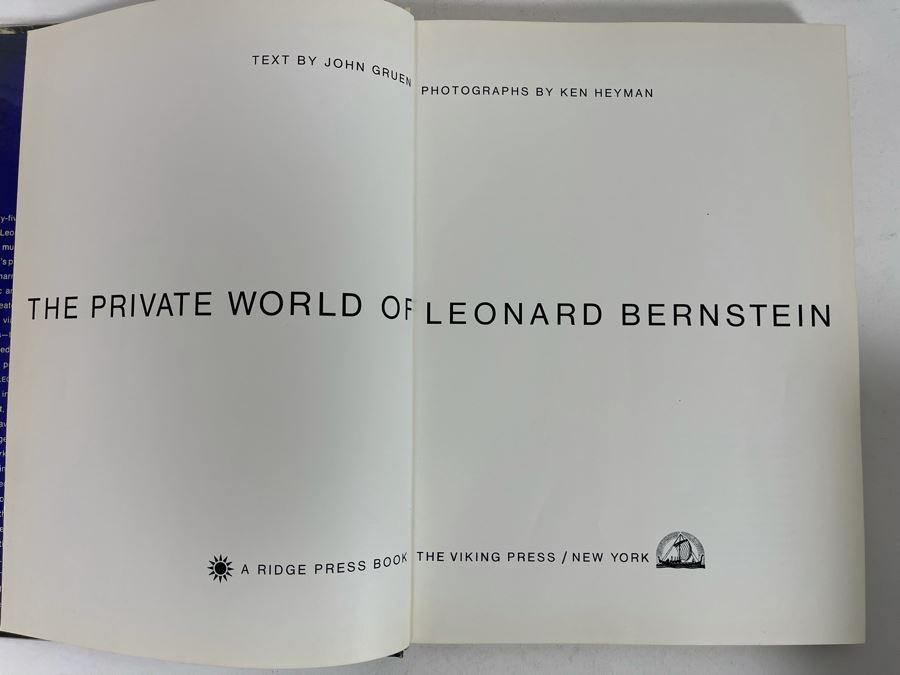 TEXT BY JOHN GRUEN PHOTOGRAPHS BY KEN HEYMAN
THE PRIVATE WORLD OF LEONARD BERNSTEIN
A RIDGE PRESS BOOK THE VIKING PRESS / NEW YORK